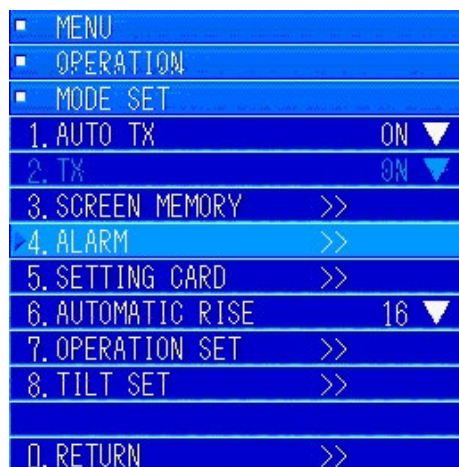 MENU
OPERATION
MODE SET
1. AUTO TX ON ▼
2. TX ON ▼
3. SCREEN MEMORY >>
4. ALARM >>
5. SETTING CARD >>
6. AUTOMATIC RISE 16 ▼
7. OPERATION SET >>
8. TILT SET >>
0. RETURN >>